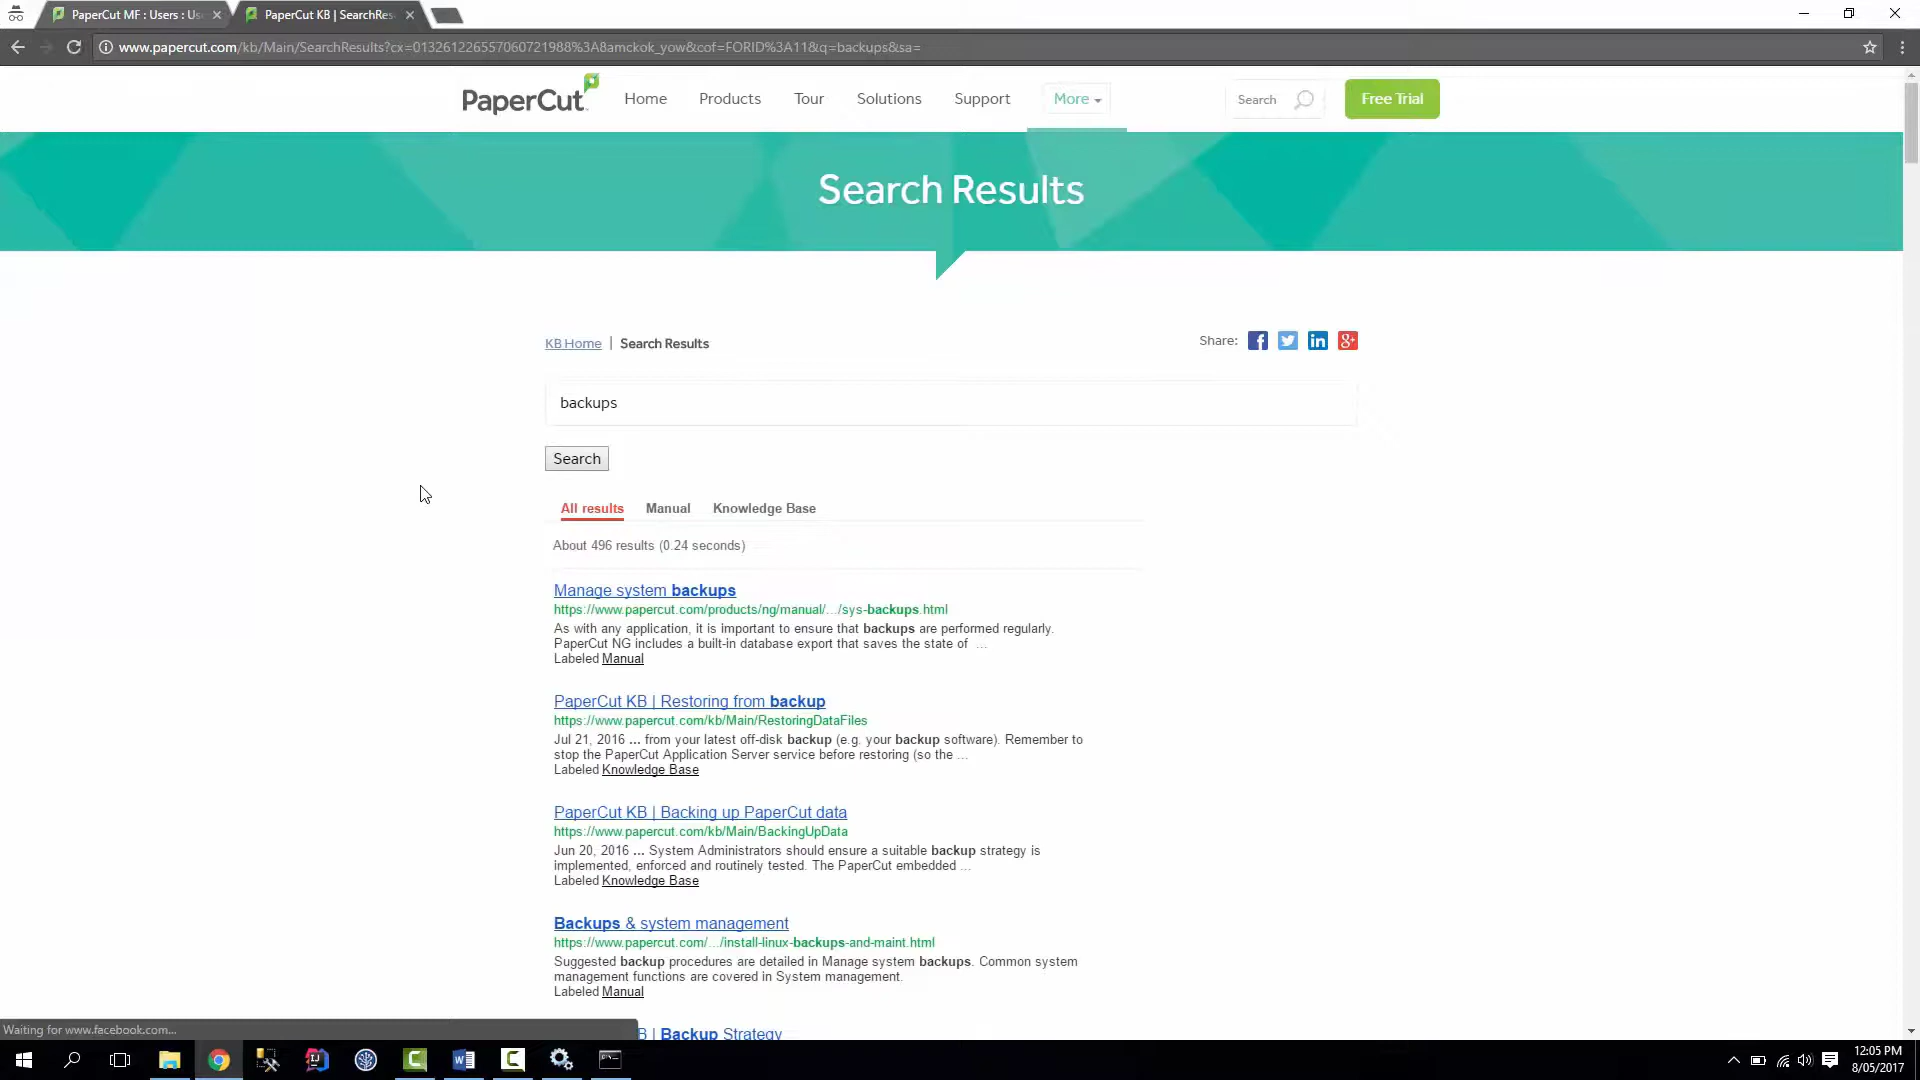 PaperCut MF : Users : Us
PaperCut KB | SearchRes
www.papercut.com/kb/Main/SearchResults?cx=013261226557060721988%3A8amckok_yow&cof=FORID%3A11&q=backups&sa=
PaperCut
Home
Products
Tour
Solutions
Support
More
Search
Free Trial
Search Results
KB Home | Search Results
Share:
backups
Search
All results
Manual
Knowledge Base
About 496 results (0.24 seconds)
Manage system backups
https://www.papercut.com/products/ng/manual/.../sys-backups.html
As with any application, it is important to ensure that backups are performed regularly.
PaperCut NG includes a built-in database export that saves the state of ...
Labeled Manual
PaperCut KB | Restoring from backup
https://www.papercut.com/kb/Main/RestoringDataFiles
Jul 21, 2016 ... from your latest off-disk backup (e.g. your backup software). Remember to
stop the PaperCut Application Server service before restoring (so the ...
Labeled Knowledge Base
PaperCut KB | Backing up PaperCut data
https://www.papercut.com/kb/Main/BackingUpData
Jun 20, 2016 ... System Administrators should ensure a suitable backup strategy is
implemented, enforced and routinely tested. The PaperCut embedded ...
Labeled Knowledge Base
Backups & system management
https://www.papercut.com/.../install-linux-backups-and-maint.html
Suggested backup procedures are detailed in Manage system backups. Common system
management functions are covered in System management.
Labeled Manual
B | Backup Strategy
Waiting for www.facebook.com...
12:05 PM
8/05/2017